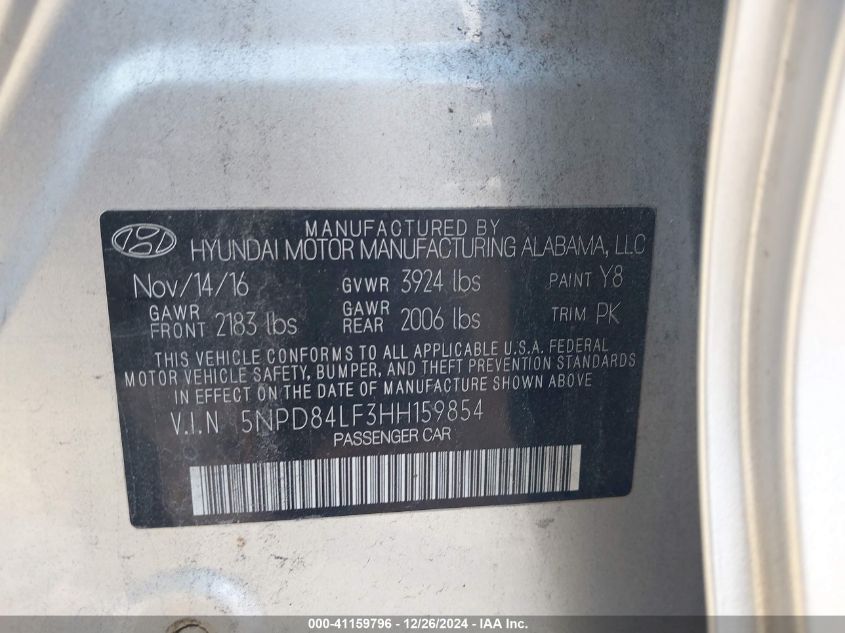 MANUFACTURED BY
HYUNDAI MOTOR MANUFACTURING ALABAMA, LLC
Nov/14/16 GVWR 3924 lbs PAINT Y8
GAWR FRONT 2183 lbs GAWR REAR 2006 lbs TRIM PK
THIS VEHICLE CONFORMS TO ALL APPLICABLE U.S.A. FEDERAL
MOTOR VEHICLE SAFETY, BUMPER, AND THEFT PREVENTION STANDARDS
IN EFFECT ON THE DATE OF MANUFACTURE SHOWN ABOVE
V.I.N 5NPD84LF3HH159854
PASSENGER CAR
000-41159796 - 12/26/2024 - IAA Inc.